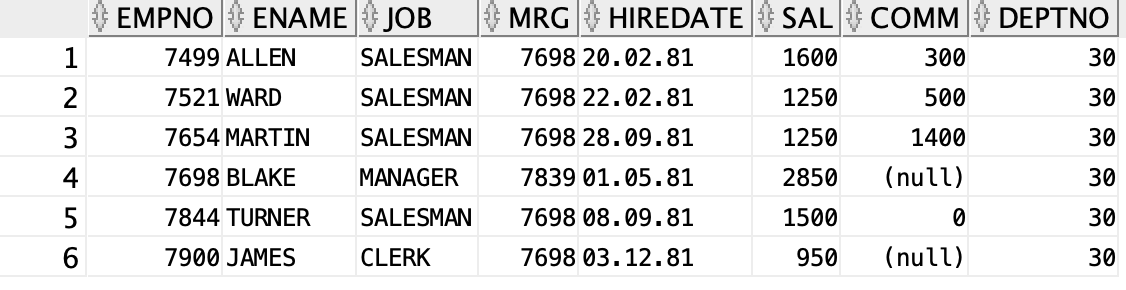 EMPNO ENAME JOB MRG HIREDATE SAL COMM DEPTNO
1 7499 ALLEN SALESMAN 7698 20.02.81 1600 300 30
2 7521 WARD SALESMAN 7698 22.02.81 1250 500 30
3 7654 MARTIN SALESMAN 7698 28.09.81 1250 1400 30
4 7698 BLAKE MANAGER 7839 01.05.81 2850 (null) 30
5 7844 TURNER SALESMAN 7698 08.09.81 1500 0 30
6 7900 JAMES CLERK 7698 03.12.81 950 (null) 30